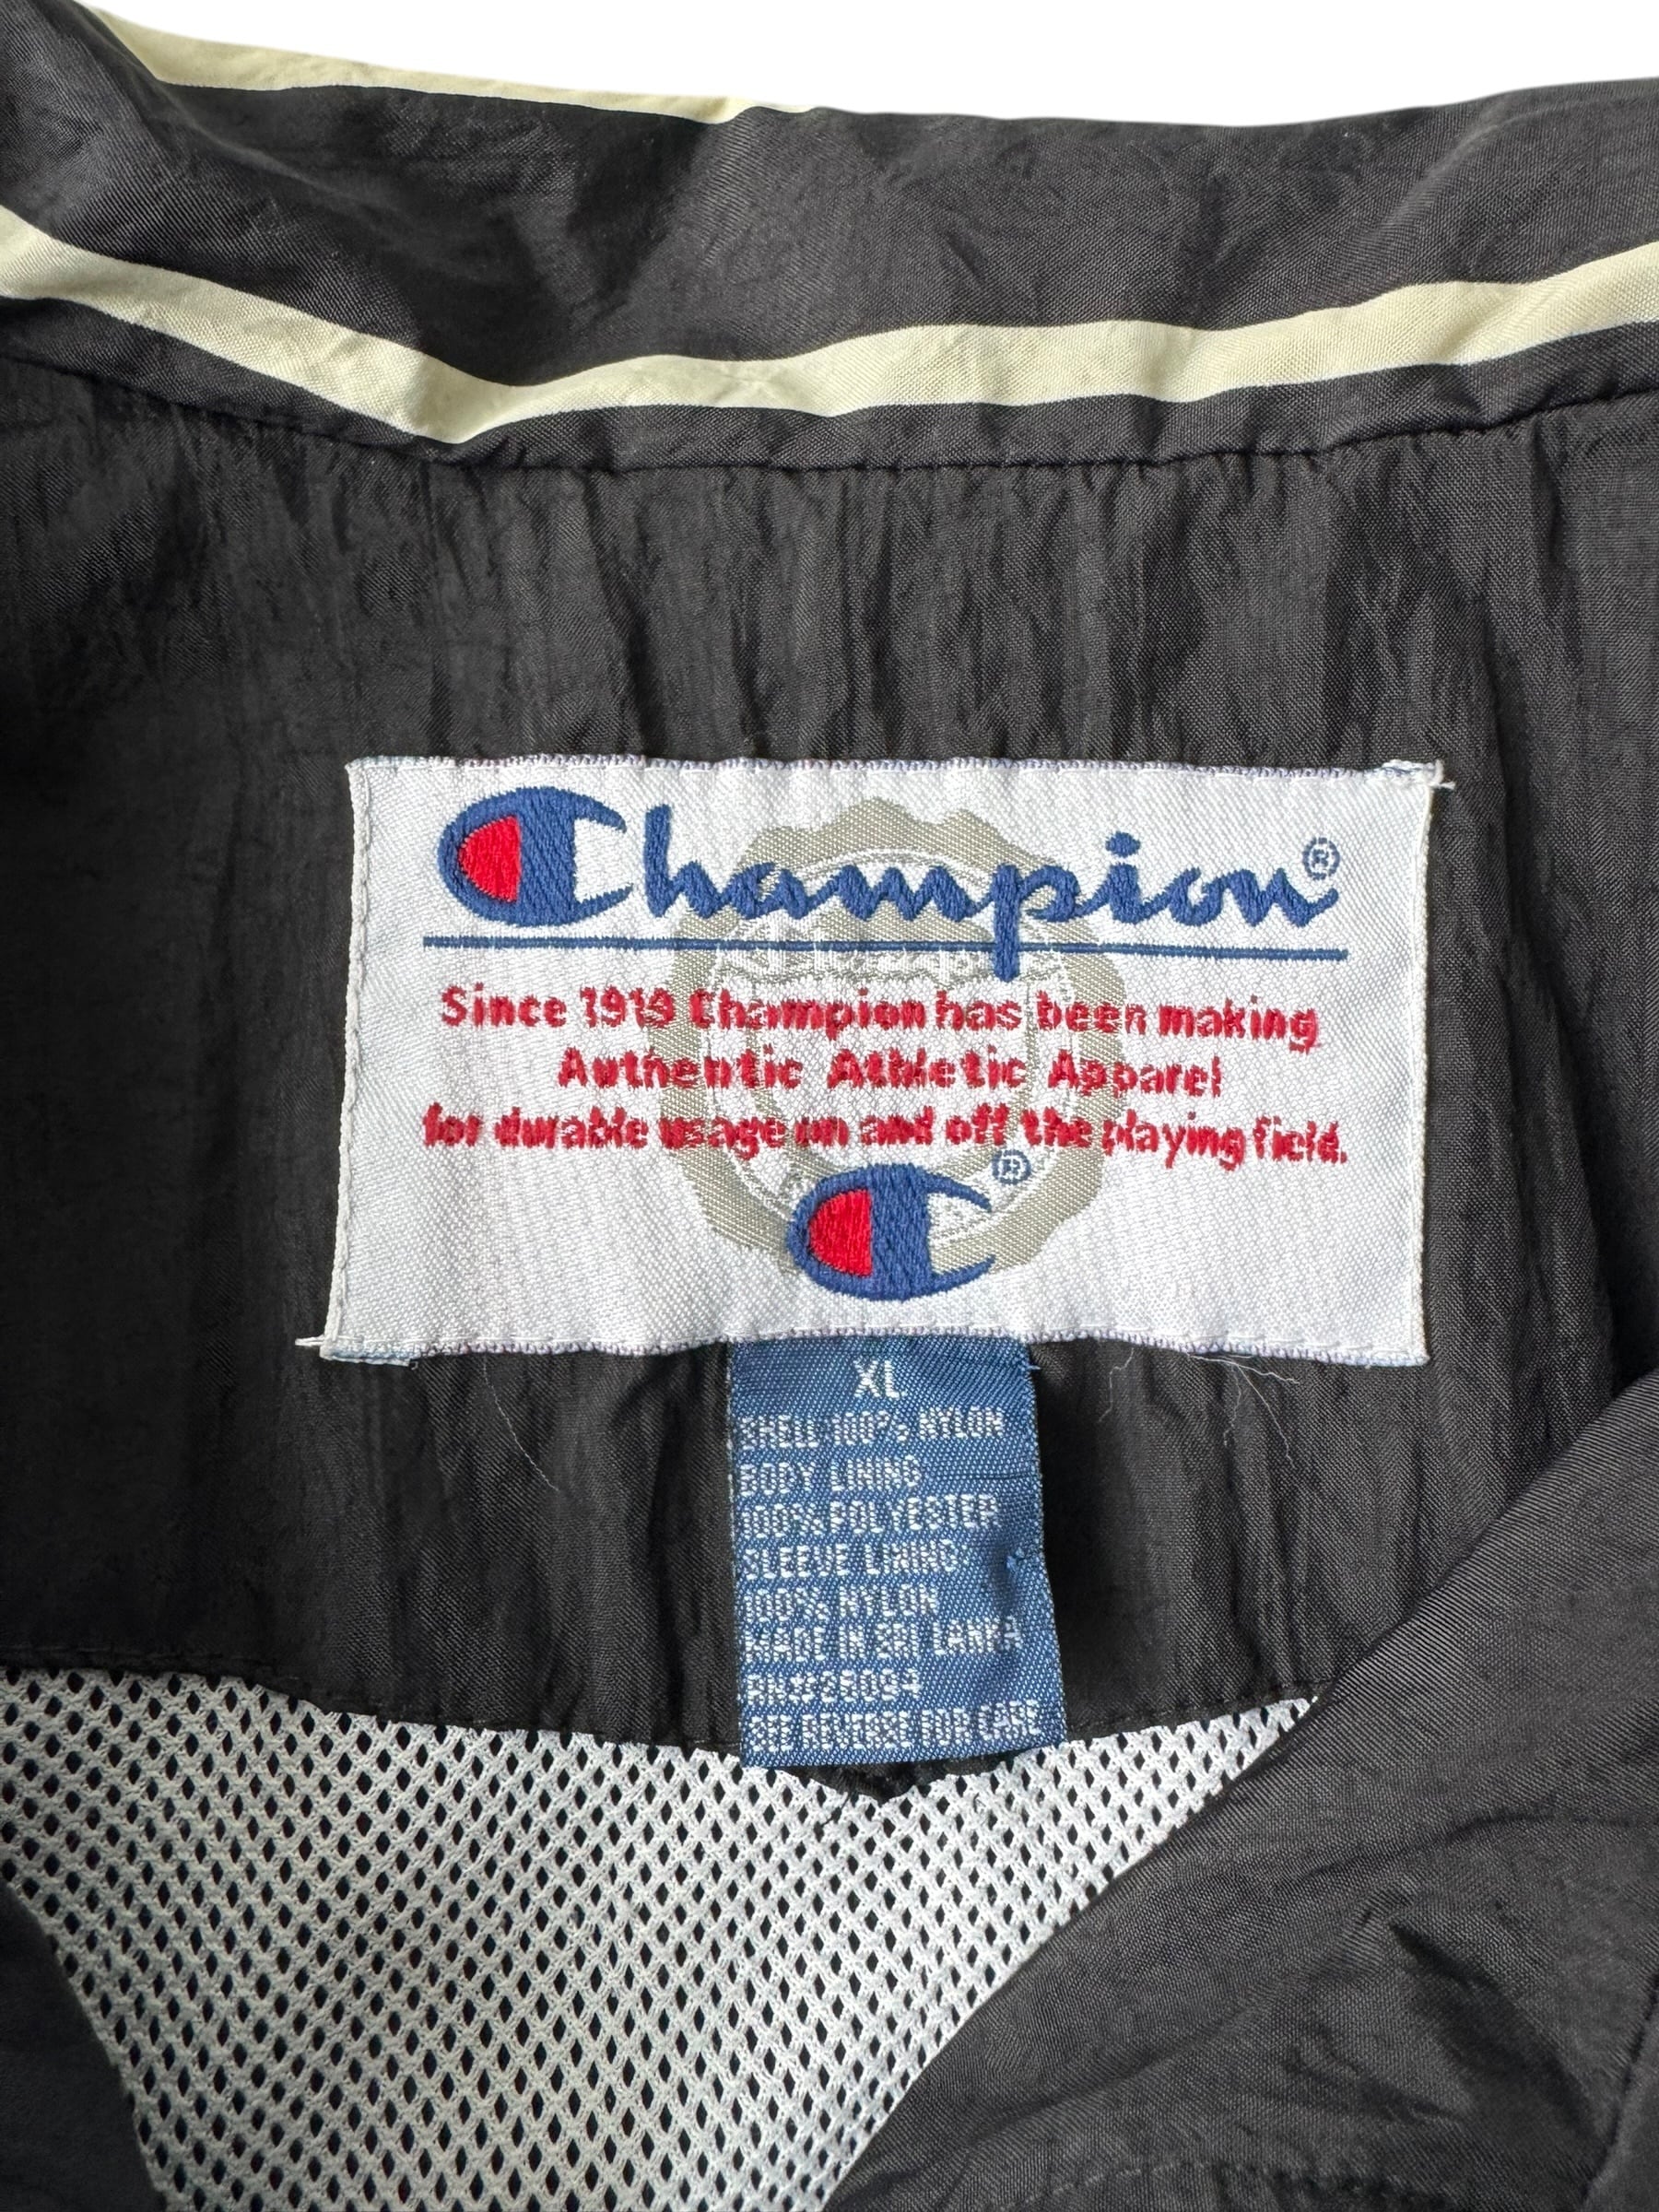 Champion®
Since 1919 Champion has been making
Authentic Athletic Apparel
for durable usage on and off the playing field.
®
XL
SHELL 100% NYLON
BODY LINING
100% POLYESTER
SLEEVE LINING
100% NYLON
MADE IN SRI LANKA
RN#26094
SEE REVERSE FOR CARE